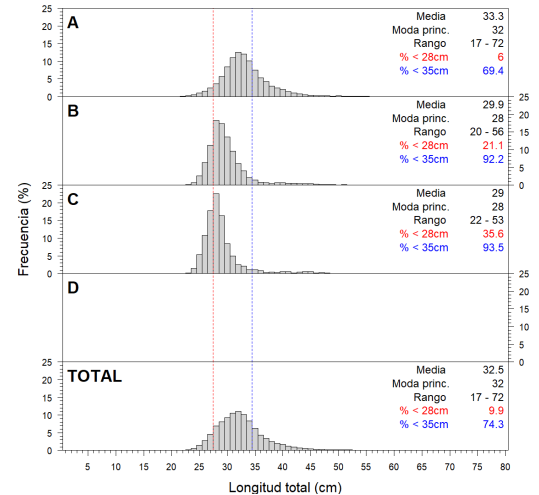 25
20
15
10
5
0
A
Media 33.3
Moda princ. 32
Rango 17 - 72
% < 28cm 6
% < 35cm 69.4
B
Media 29.9
Moda princ. 28
Rango 20 - 56
% < 28cm 21.1
% < 35cm 92.2
25
20
15
10
5
0
25
20
15
10
5
0
C
Media 29
Moda princ. 28
Rango 22 - 53
% < 28cm 35.6
% < 35cm 93.5
D
25
20
15
10
5
0
25
20
15
10
5
0
TOTAL
Media 32.5
Moda princ. 32
Rango 17 - 72
% < 28cm 9.9
% < 35cm 74.3
Frecuencia (%)
5 10 15 20 25 30 35 40 45 50 55 60 65 70 75 80
Longitud total (cm)